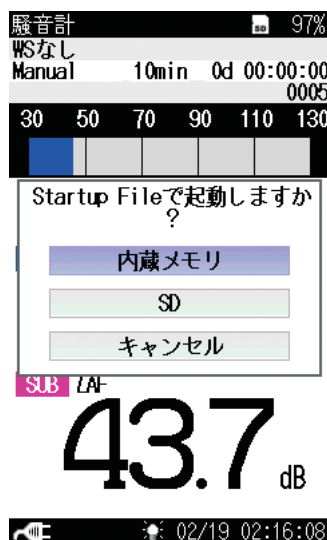 騒音計 SD 97%
WSなし
Manual 10min 0d 00:00:00
0005
30 50 70 90 110 130
Startup Fileで起動しますか
?
内蔵メモリ
SD
キャンセル
SUB LAF
43.7 dB
02/19 02:16:08